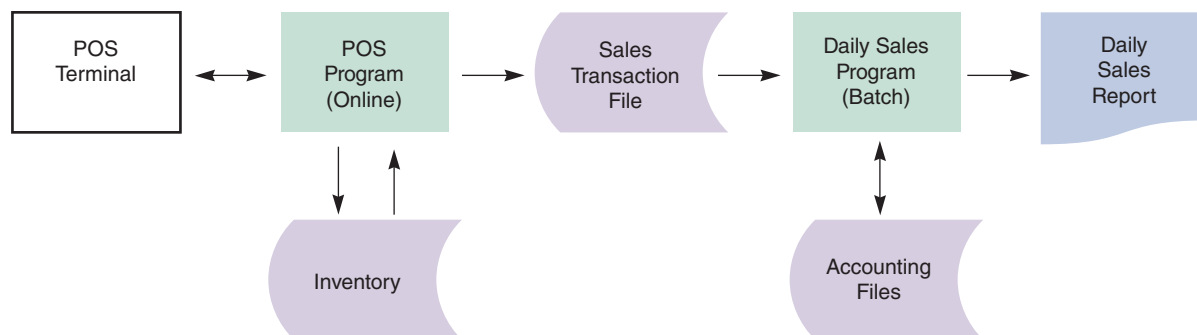 POS
Terminal
POS
Program
(Online)
Sales
Transaction
File
Daily Sales
Program
(Batch)
Daily
Sales
Report
Inventory
Accounting
Files